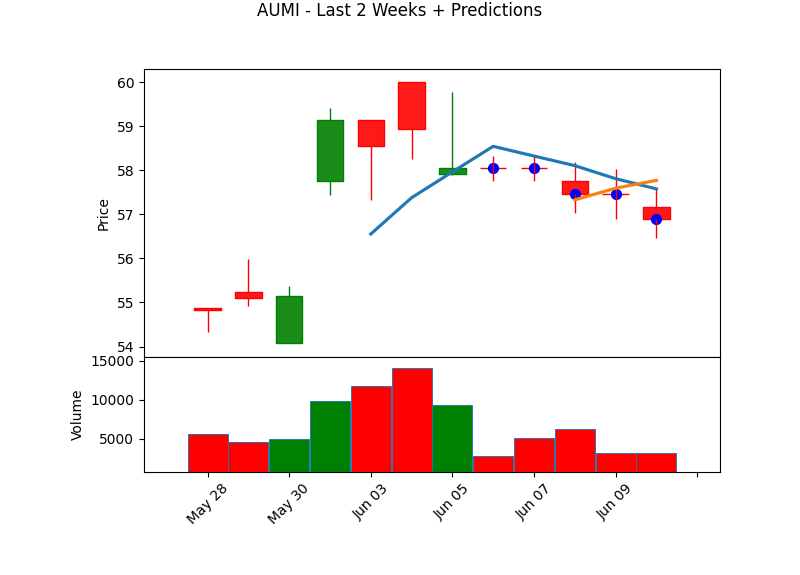 AUMI - Last 2 Weeks + Predictions
Price
60
59
58
57
56
55
54
Volume
15000
10000
5000
May 28
May 30
Jun 03
Jun 05
Jun 07
Jun 09